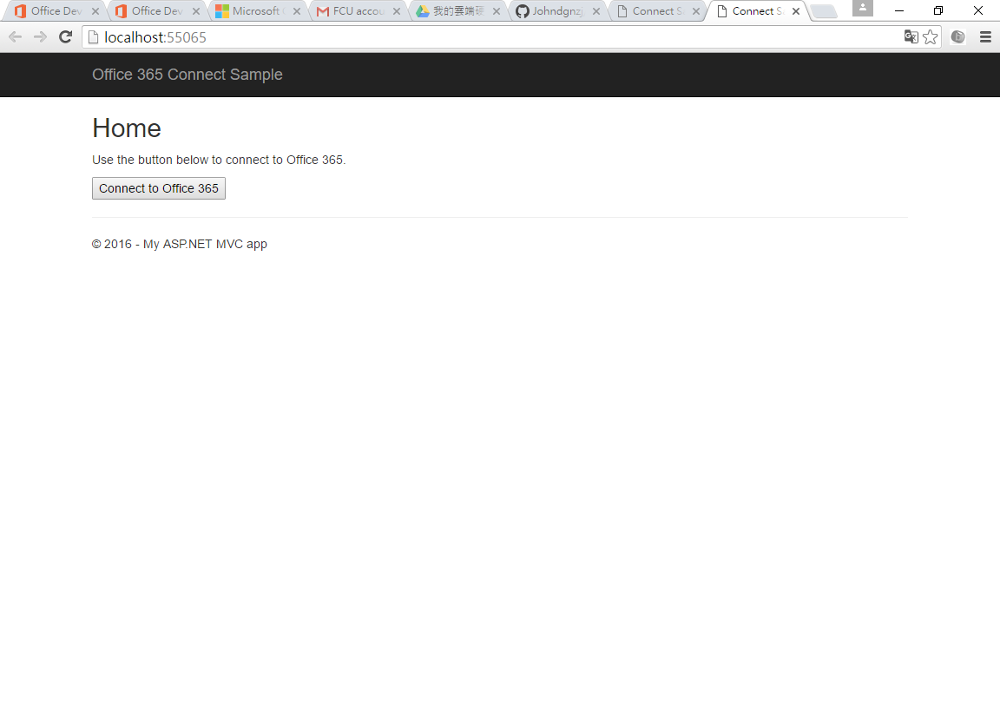 Office Dev
Office Dev
Microsoft
FCU accou
我的雲端硬
Johndgnz
Connect S
Connect S
localhost:55065
Office 365 Connect Sample
Home
Use the button below to connect to Office 365.
Connect to Office 365
© 2016 - My ASP.NET MVC app